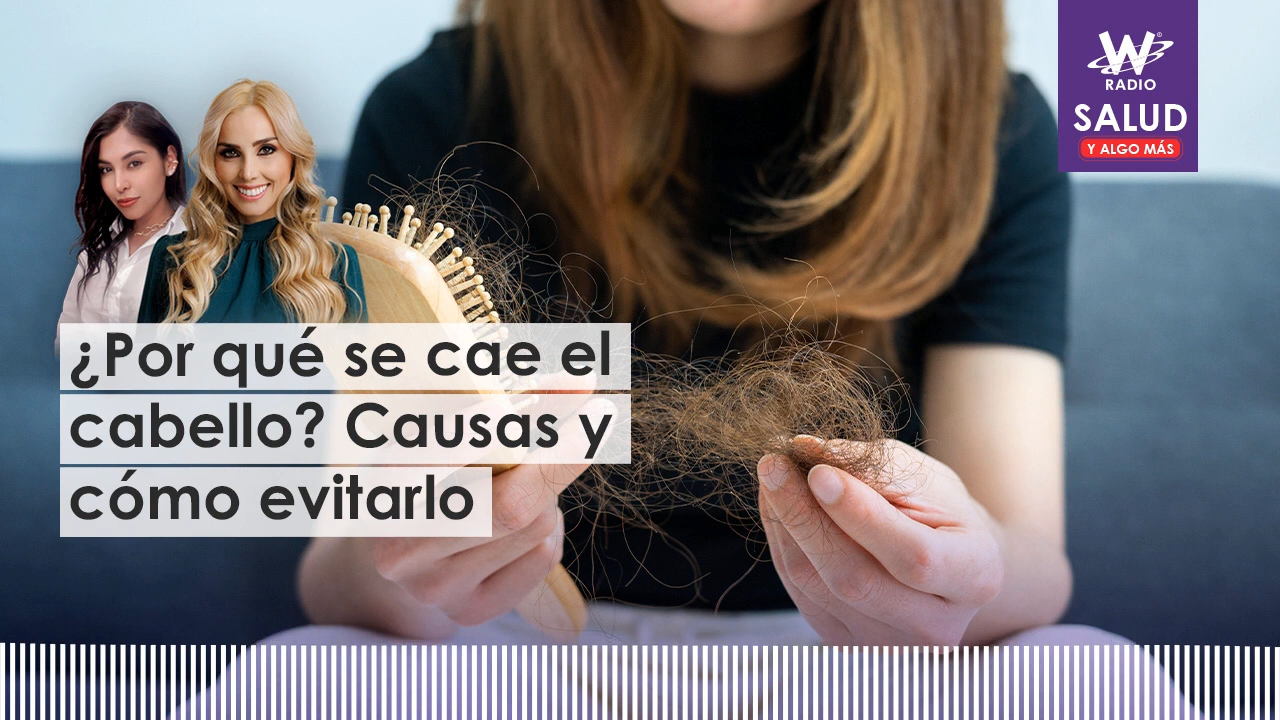 W
RADIO
SALUD
Y ALGO MÁS
¿Por qué se cae el
cabello? Causas y
cómo evitarlo